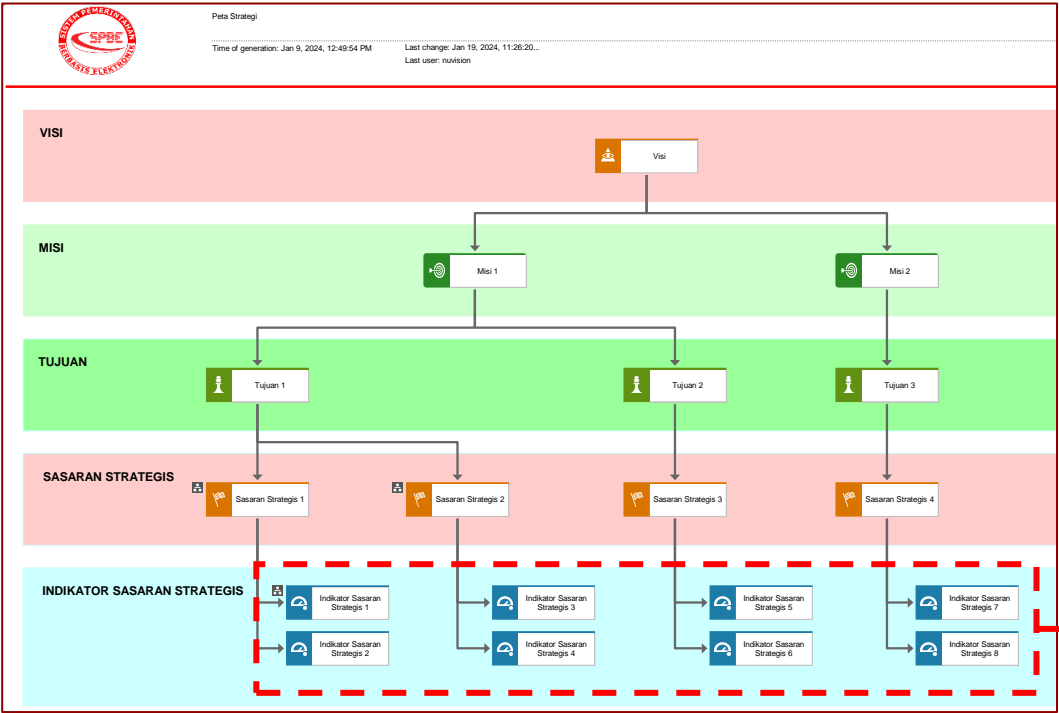 SISTEM PEMERINTAHAN
SPBE
BERBASIS ELEKTRONIK
Peta Strategi
Time of generation: Jan 9, 2024, 12:49:54 PM
Last change: Jan 19, 2024, 11:26:20...
Last user: nuvision
VISI
Visi
MISI
Misi 1
Misi 2
TUJUAN
Tujuan 1
Tujuan 2
Tujuan 3
SASARAN STRATEGIS
Sasaran Strategis 1
Sasaran Strategis 2
Sasaran Strategis 3
Sasaran Strategis 4
INDIKATOR SASARAN STRATEGIS
Indikator Sasaran
Strategis 1
Indikator Sasaran
Strategis 3
Indikator Sasaran
Strategis 5
Indikator Sasaran
Strategis 7
Indikator Sasaran
Strategis 2
Indikator Sasaran
Strategis 4
Indikator Sasaran
Strategis 6
Indikator Sasaran
Strategis 8